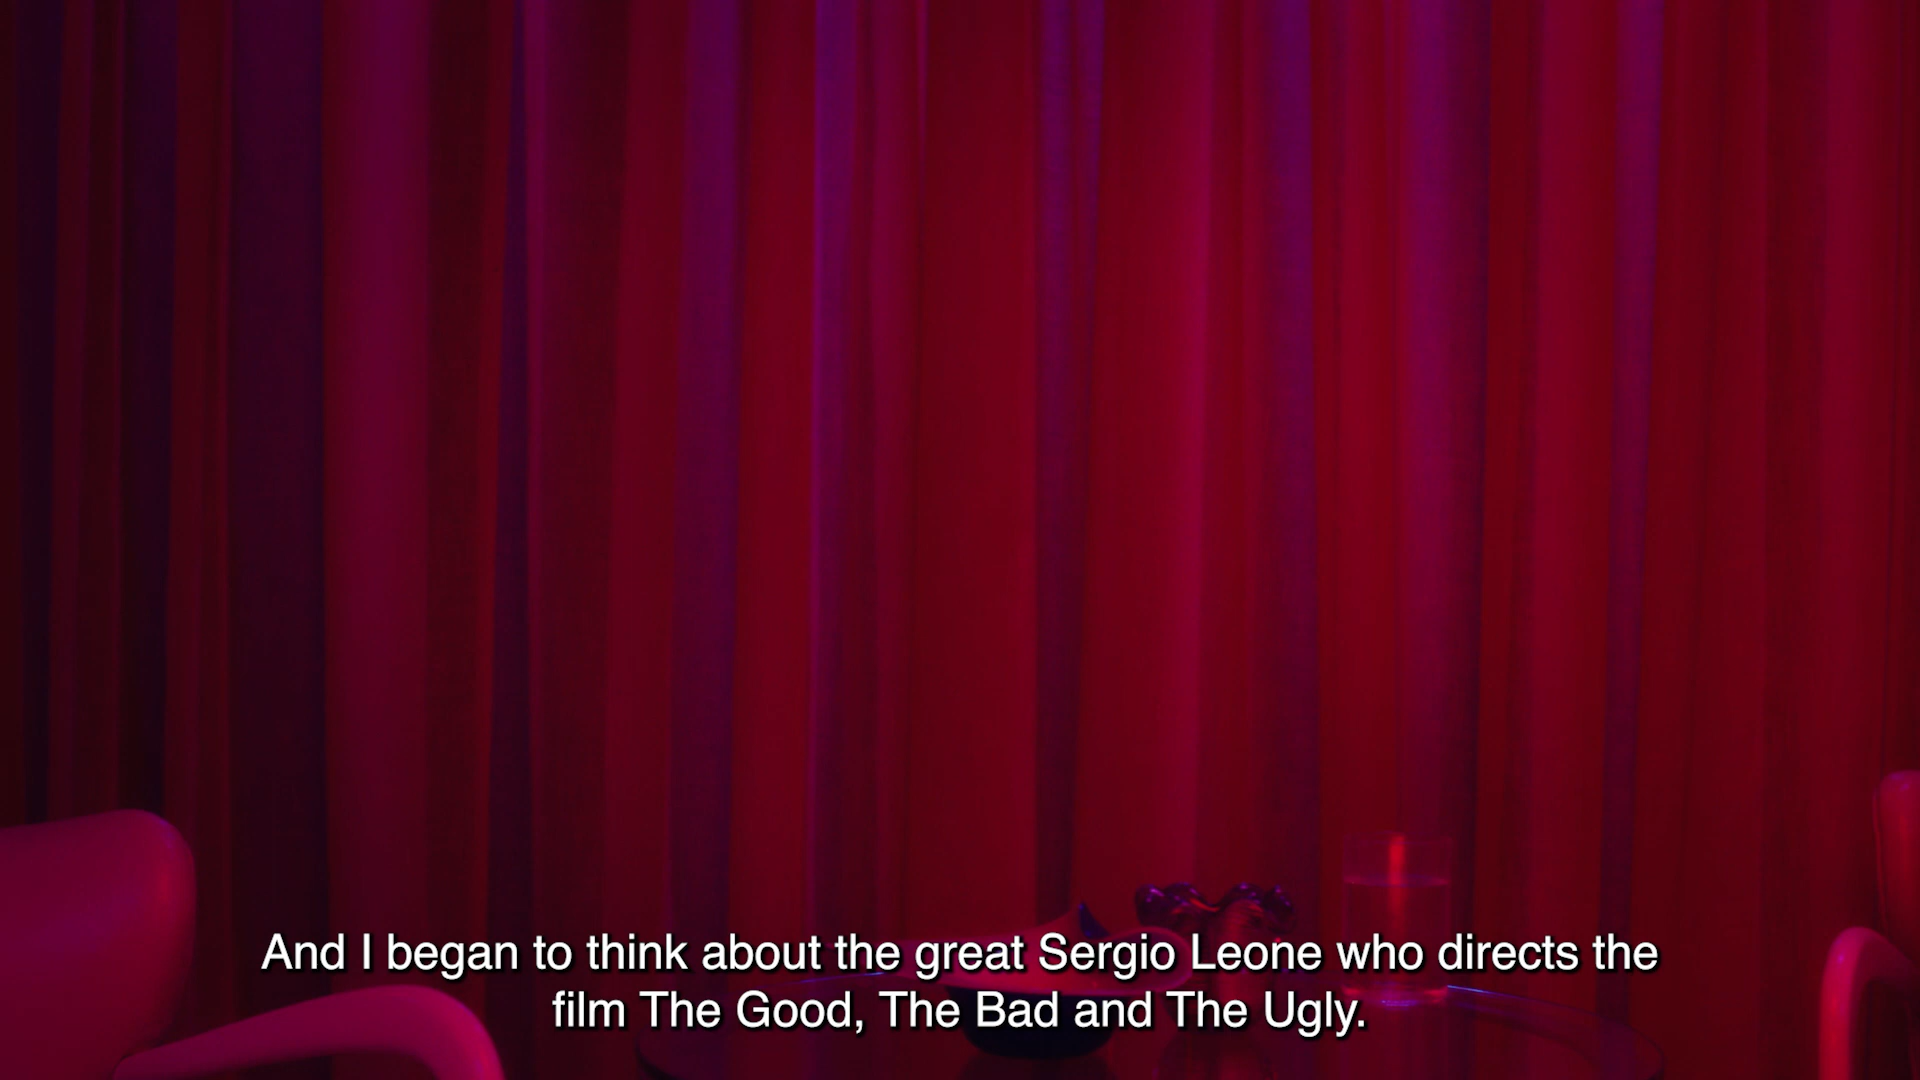 And I began to think about the great Sergio Leone who directs the
film The Good, The Bad and The Ugly.